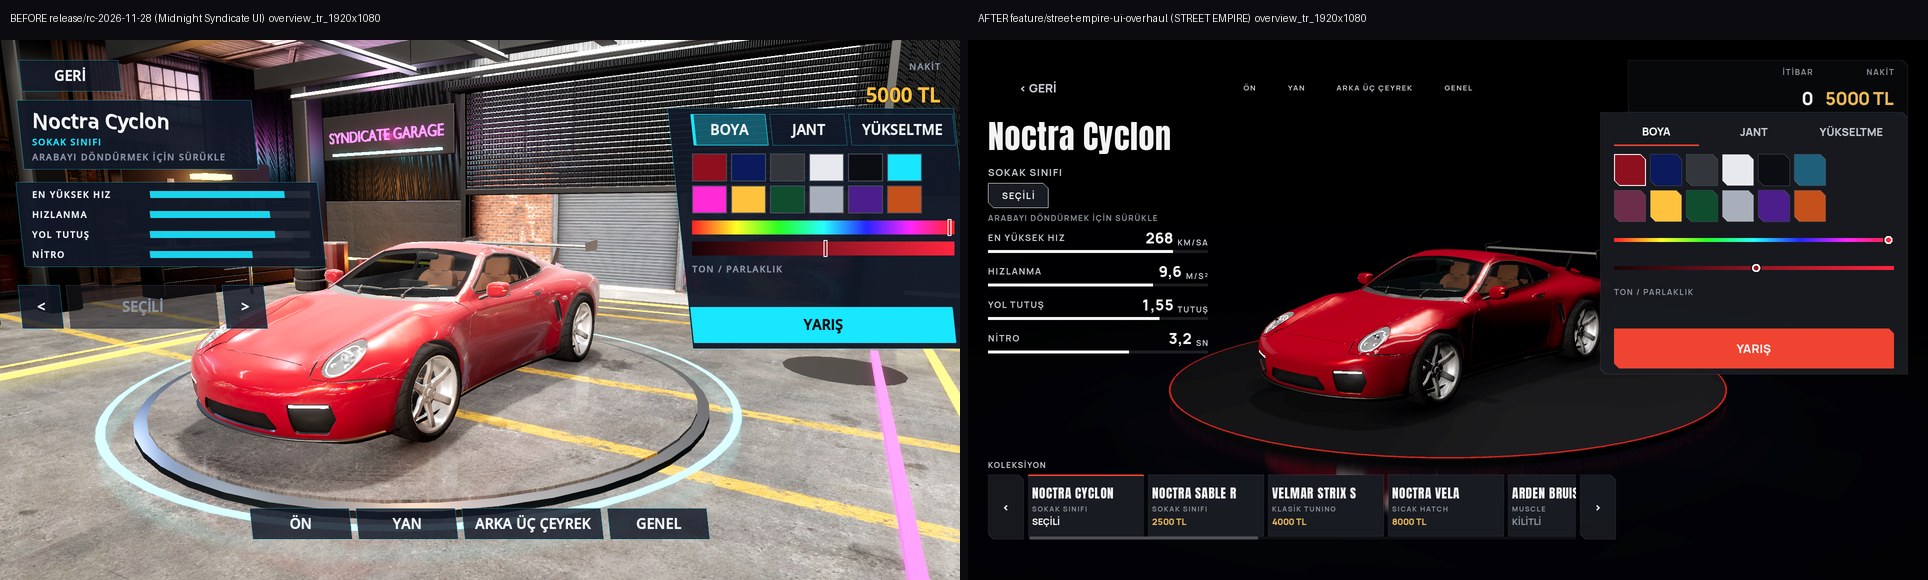 BEFORE release/rc-2026-11-28 (Midnight Syndicate UI) overview_tr_1920x1080
GERİ
NAKİT
5000 TL
Noctra Cyclon
SOKAK SINIFI
ARABAYI DÖNDÜRMEK İÇİN SÜRÜKLE
SYNDICATE GARAGE
BOYA JANT YÜKSELTME
EN YÜKSEK HIZ
HIZLANMA
YOL TUTUŞ
NİTRO
TON / PARLAKLIK
< SEÇİLİ >
YARIŞ
ÖN YAN ARKA ÜÇ ÇEYREK GENEL
AFTER feature/street-empire-ui-overhaul (STREET EMPIRE) overview_tr_1920x1080
‹ GERİ
ÖN YAN ARKA ÜÇ ÇEYREK GENEL
İTİBAR NAKİT
0 5000 TL
Noctra Cyclon
SOKAK SINIFI
SEÇİLİ
ARABAYI DÖNDÜRMEK İÇİN SÜRÜKLE
EN YÜKSEK HIZ 268 KM/SA
HIZLANMA 9,6 M/S²
YOL TUTUŞ 1,55 TUTUŞ
NİTRO 3,2 SN
BOYA JANT YÜKSELTME
TON / PARLAKLIK
YARIŞ
KOLEKSİYON
‹
NOCTRA CYCLON
SOKAK SINIFI
SEÇİLİ
NOCTRA SABLE R
SOKAK SINIFI
2500 TL
VELMAR STRIX S
KLASİK TUNING
4000 TL
NOCTRA VELA
SICAK HATCH
8000 TL
ARDEN BRUIS
MUSCLE
KİLİTLİ
›